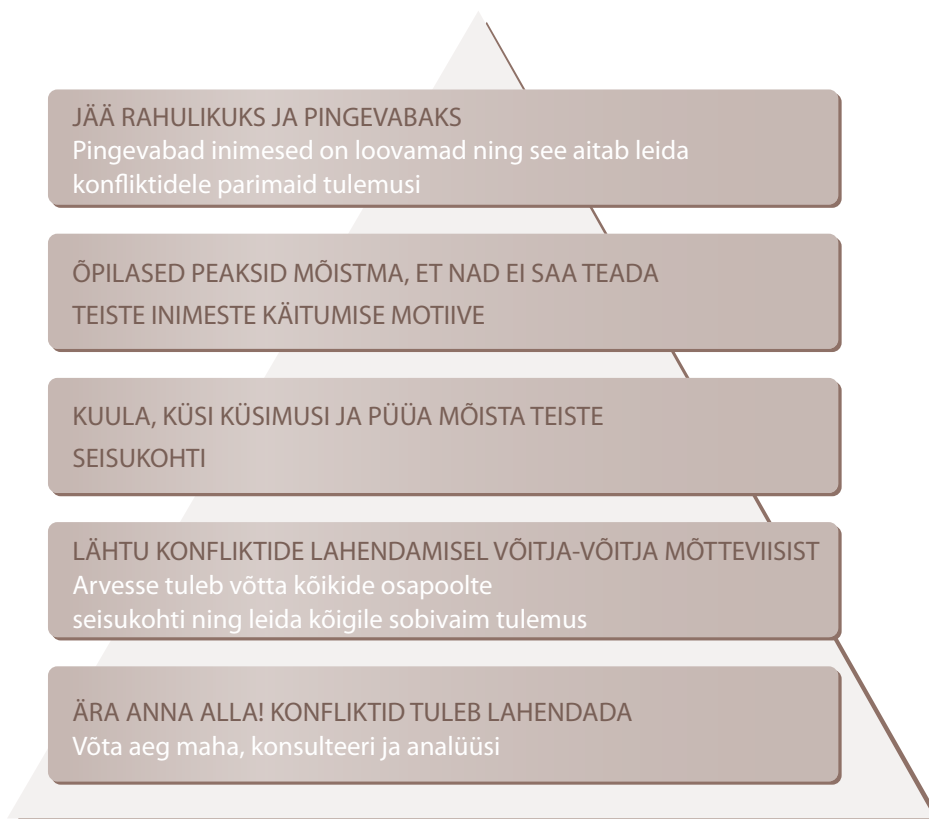 JÄÄ RAHULIKUKS JA PINGEVABAKS
Pingevabad inimesed on loovamad ning see aitab leida
konfliktidele parimaid tulemusi
ÕPILASED PEAKSID MÕISTMA, ET NAD EI SAA TEADA
TEISTE INIMESTE KÄITUMISE MOTIIVE
KUULA, KÜSI KÜSIMUSI JA PÜÜA MÕISTA TEISTE
SEISUKOHTI
LÄHTU KONFLIKTIDE LAHENDAMISEL VÕITJA-VÕITJA MÕTTEVIISIST
Arvesse tuleb võtta kõikide osapoolte
seisukohti ning leida kõigile sobivaim tulemus
ÄRA ANNA ALLA! KONFLIKTID TULEB LAHENDADA
Võta aeg maha, konsulteeri ja analüüsi